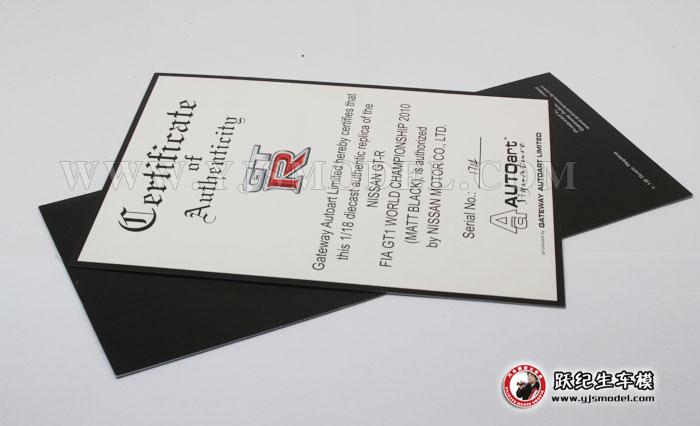 Certificate
of
Authenticity
GT
R
Gateway Autoart Limited hereby certifies that
this 1/18 diecast authentic replica of the
NISSAN GT-R
FIA GT1 WORLD CHAMPIONSHIP 2010
(MATT BLACK), is authorized
by NISSAN MOTOR CO., LTD.
Serial No.: 1714
AUTOart
Signature
produced by GATEWAY AUTOART LIMITED
WWW.YJSMODEL.COM
跃纪生车模
www.yjsmodel.com